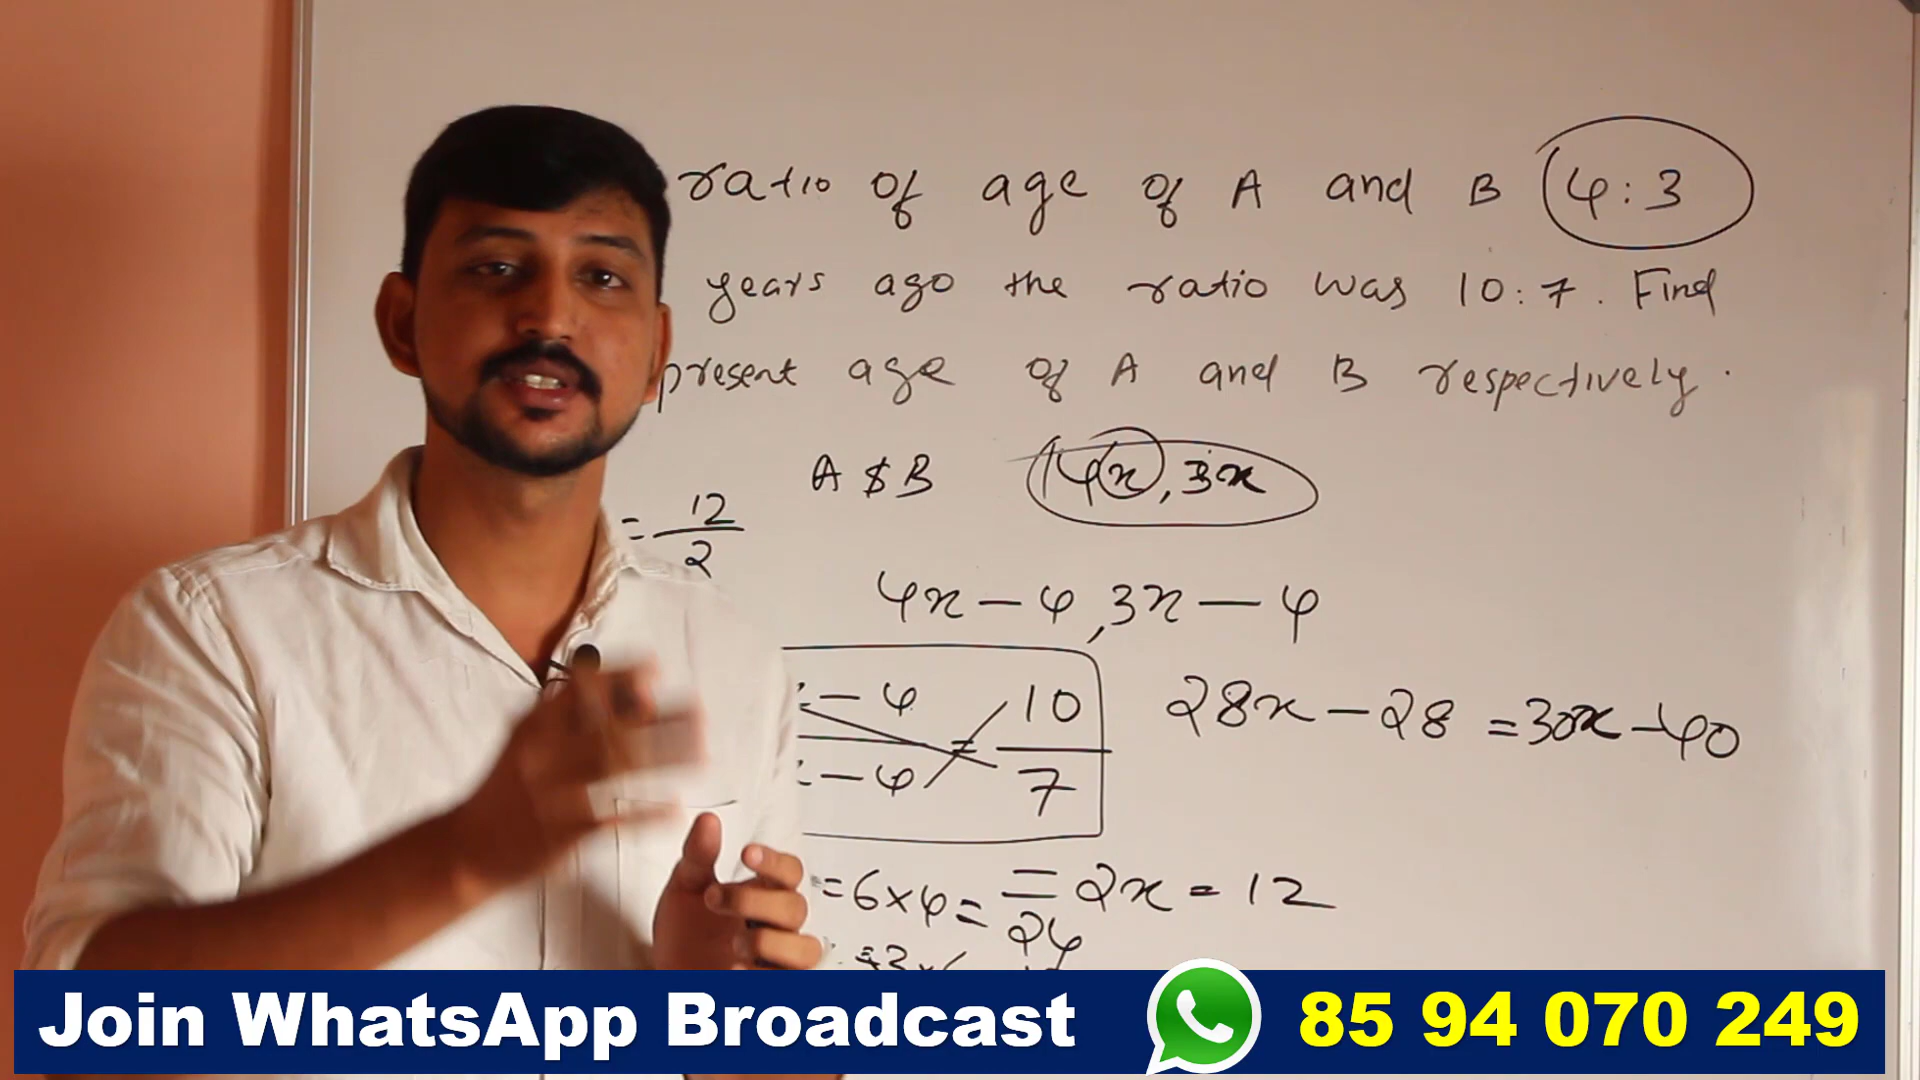 ratio of age of A and B 4:3
years ago the ratio was 10:7. Find
present age of A and B respectively.
A & B 4x, 3x
= 12/2
4x - 4, 3x - 4
x - 4 / x - 4 = 10/7
28x - 28 = 30x - 40
= 2x = 12
= 6 x 4 = 24
Join WhatsApp Broadcast 85 94 070 249